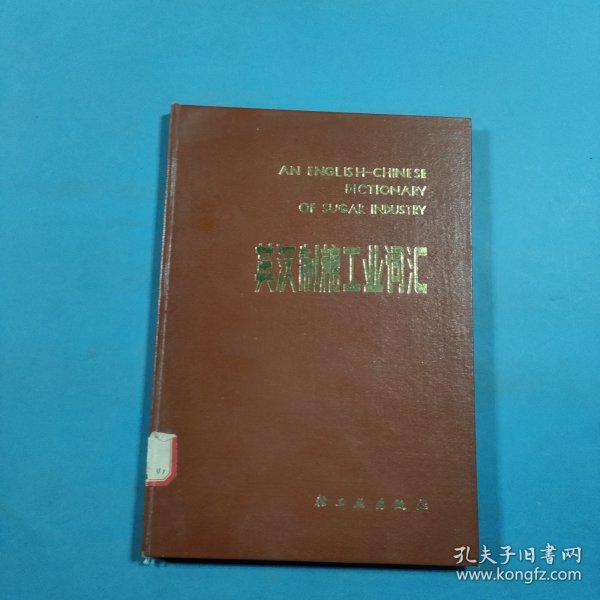 AN ENGLISH-CHINESE
DICTIONARY
OF SUGAR INDUSTRY
英汉制糖工业词汇
轻工业出版社
孔夫子旧书网
www.kongfz.com